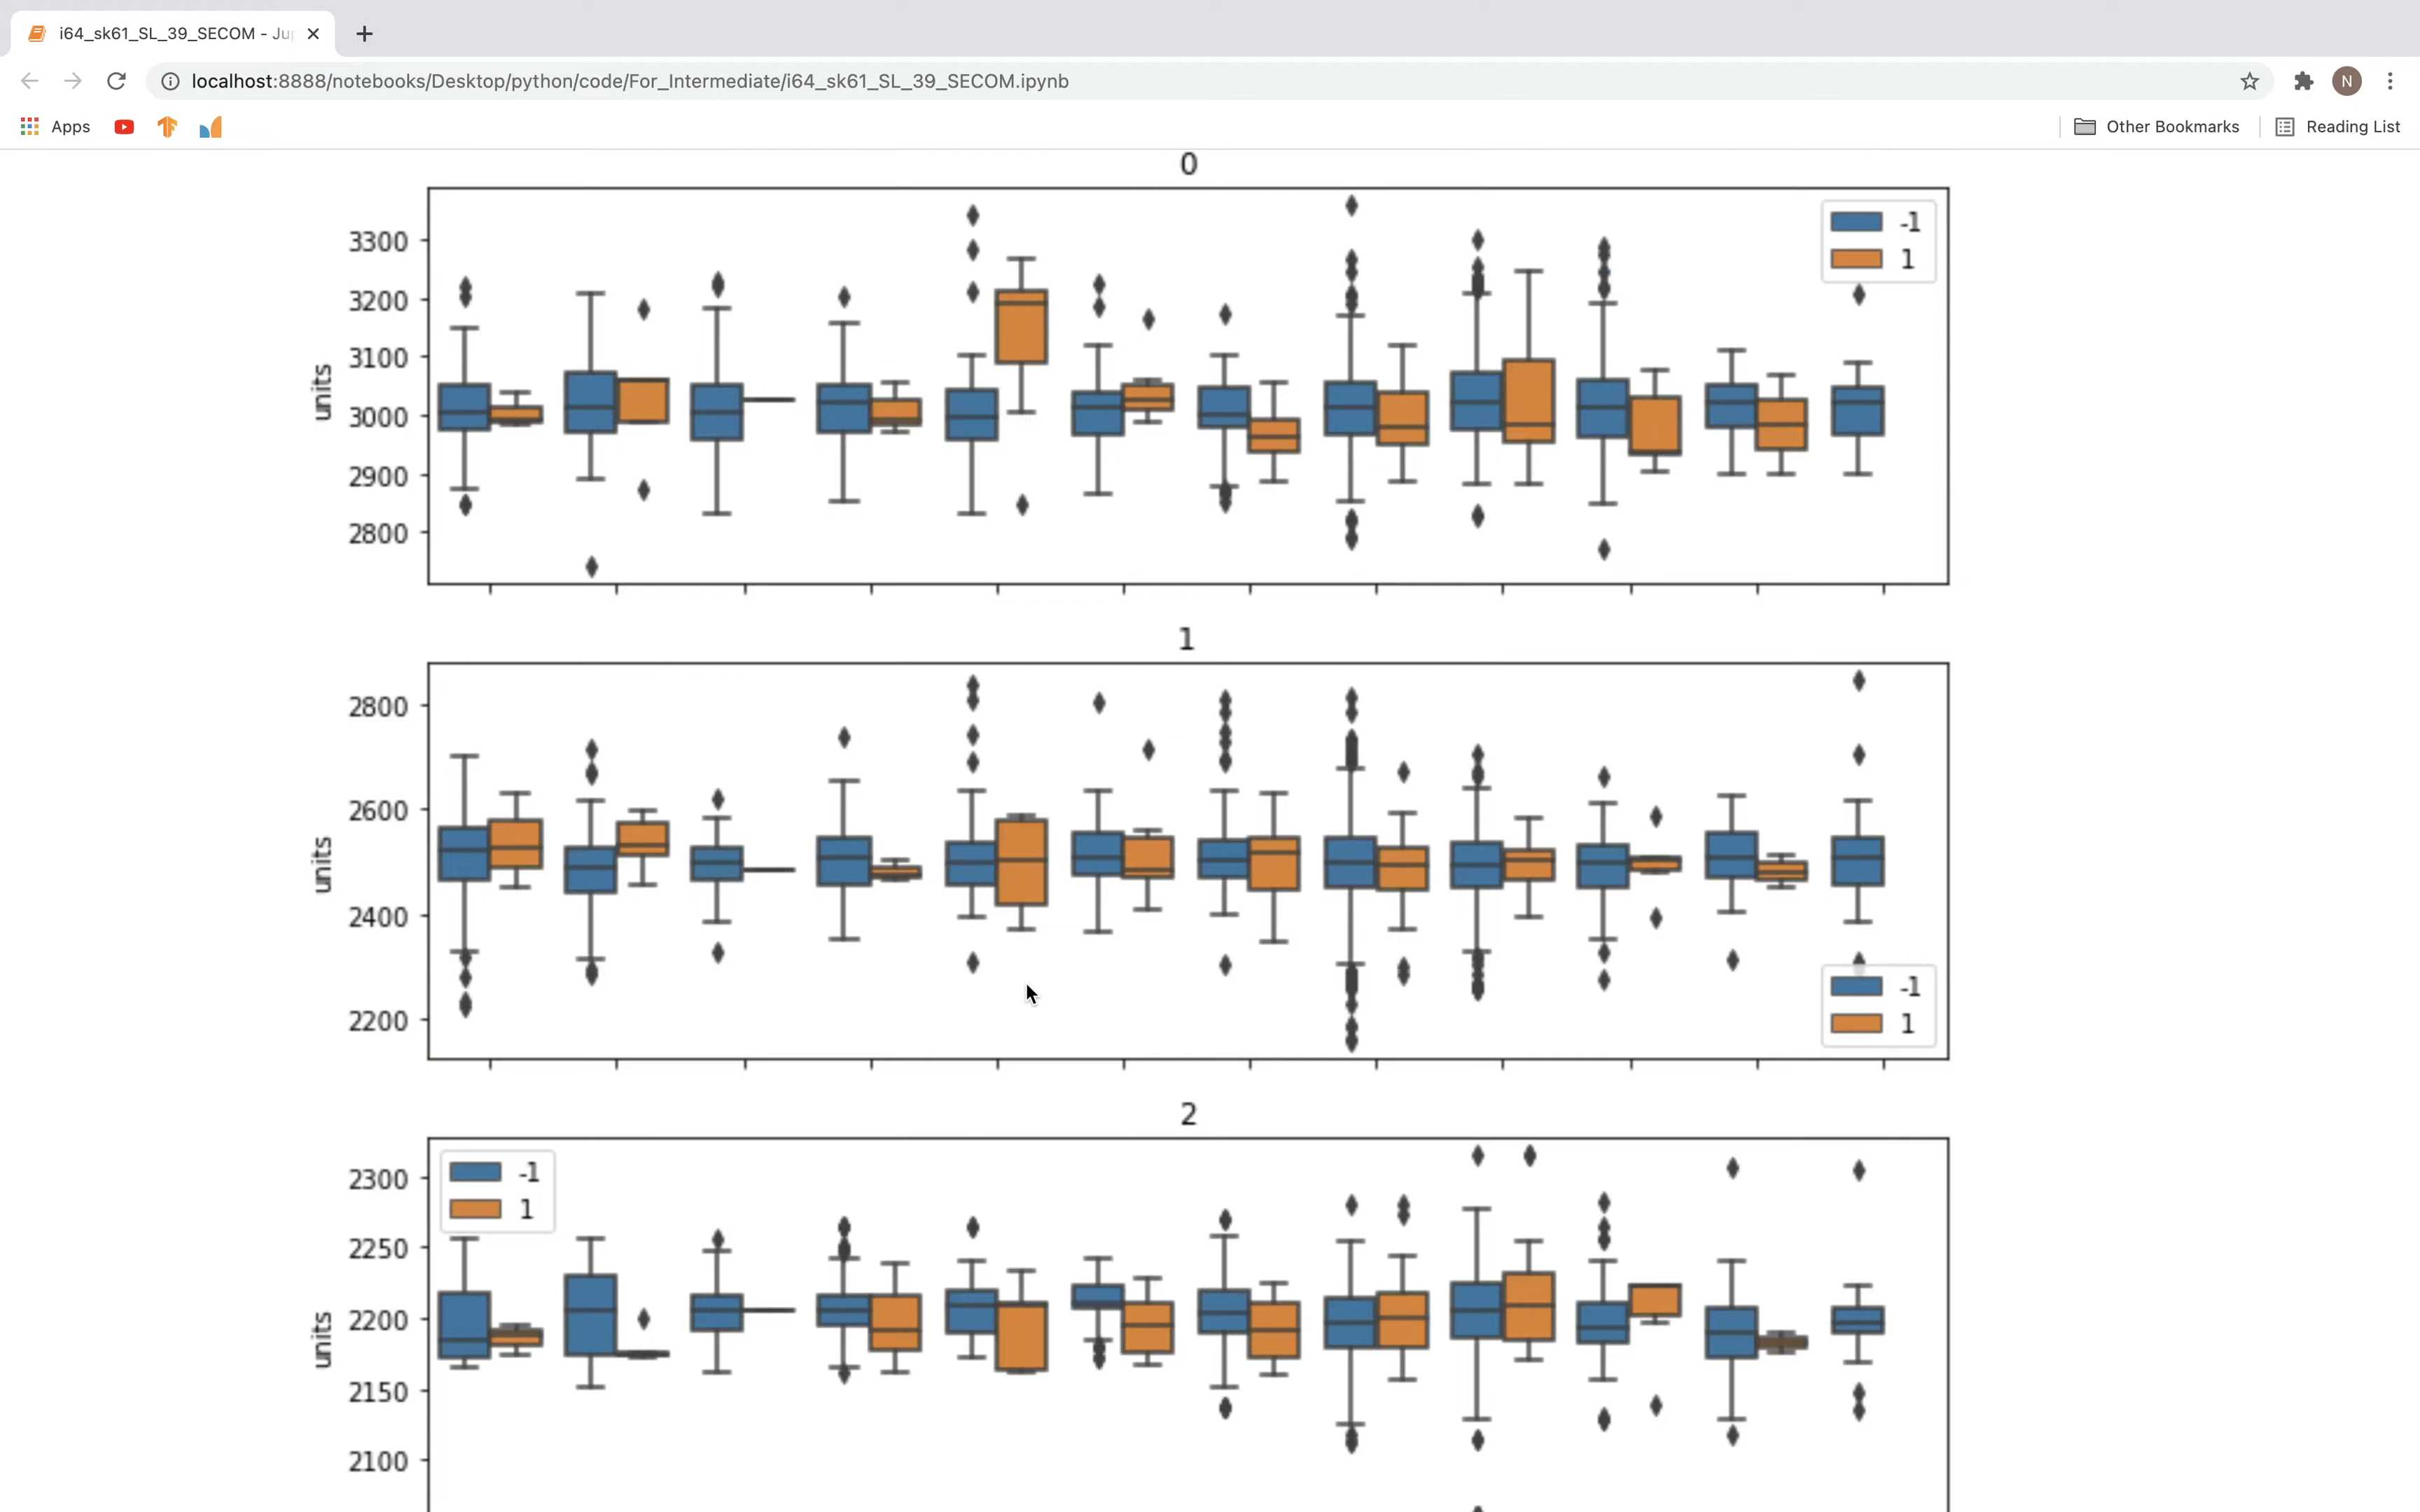 i64_sk61_SL_39_SECOM - Ju
localhost:8888/notebooks/Desktop/python/code/For_Intermediate/i64_sk61_SL_39_SECOM.ipynb
N
Apps
Other Bookmarks
Reading List
0
units
3300
3200
3100
3000
2900
2800
-1
1
1
units
2800
2600
2400
2200
-1
1
2
units
2300
2250
2200
2150
2100
-1
1